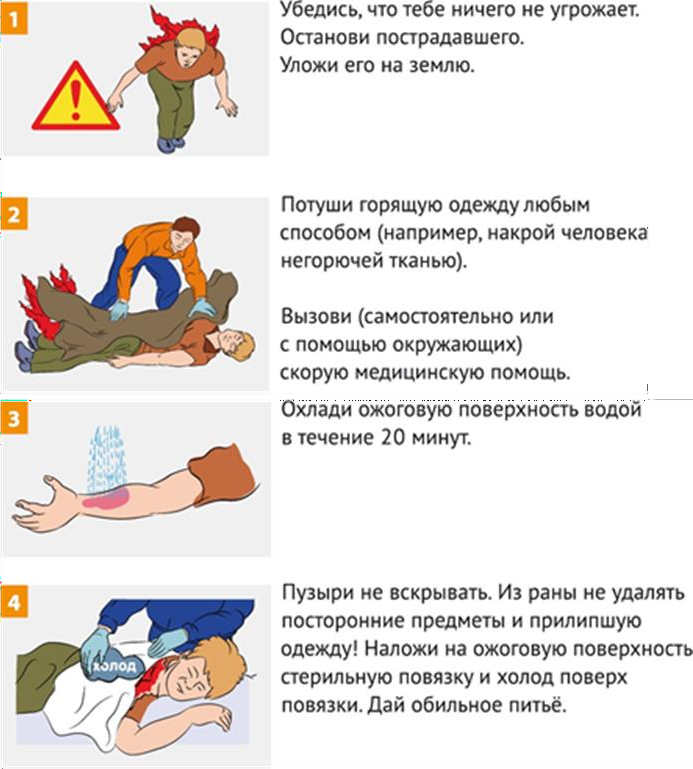 1
Убедись, что тебе ничего не угрожает.
Останови пострадавшего.
Уложи его на землю.
2
Потуши горящую одежду любым
способом (например, накрой человека
негорючей тканью).
Вызови (самостоятельно или
с помощью окружающих)
скорую медицинскую помощь.
3
Охлади ожоговую поверхность водой
в течение 20 минут.
4
Пузыри не вскрывать. Из раны не удалять
посторонние предметы и прилипшую
одежду! Наложи на ожоговую поверхность
стерильную повязку и холод поверх
повязки. Дай обильное питьё.
холод